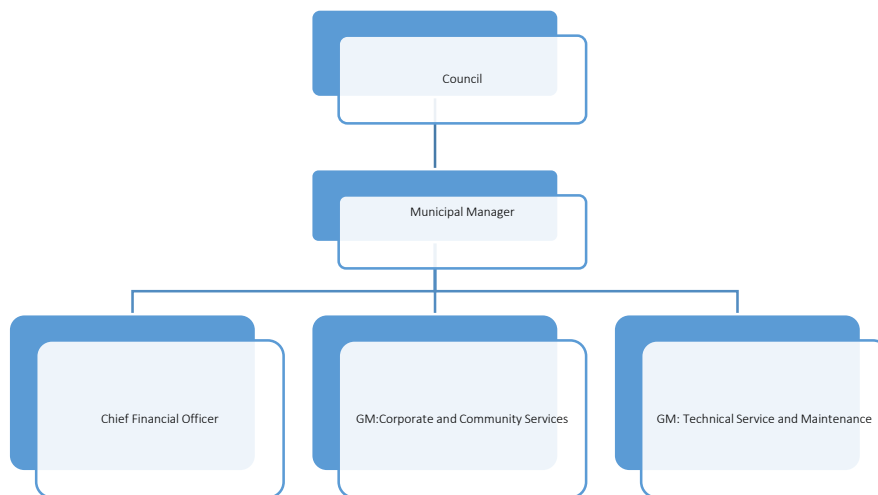 Council
Municipal Manager
Chief Financial Officer
GM:Corporate and Community Services
GM: Technical Service and Maintenance